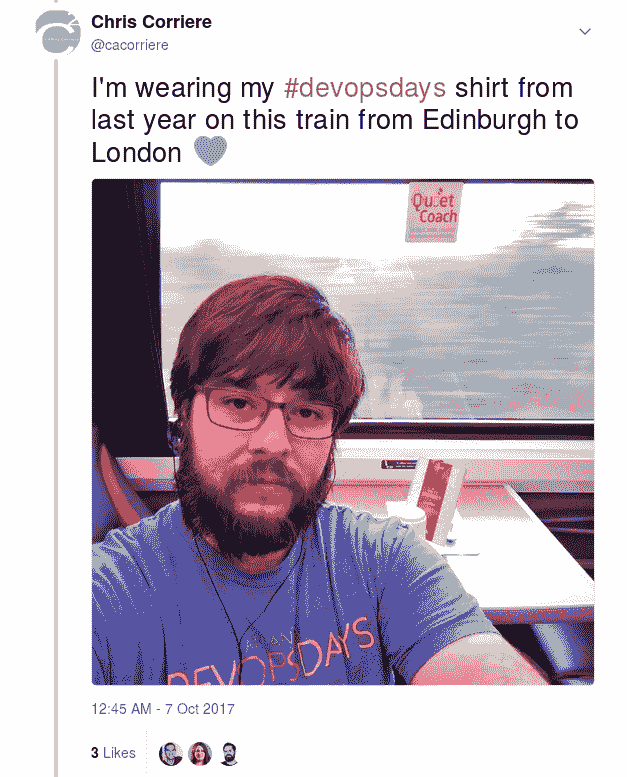 Chris Corriere
@cacorriere
I'm wearing my #devopsdays shirt from
last year on this train from Edinburgh to
London
Quiet
Coach
DEVOPSDAYS
12:45 AM - 7 Oct 2017
3 Likes